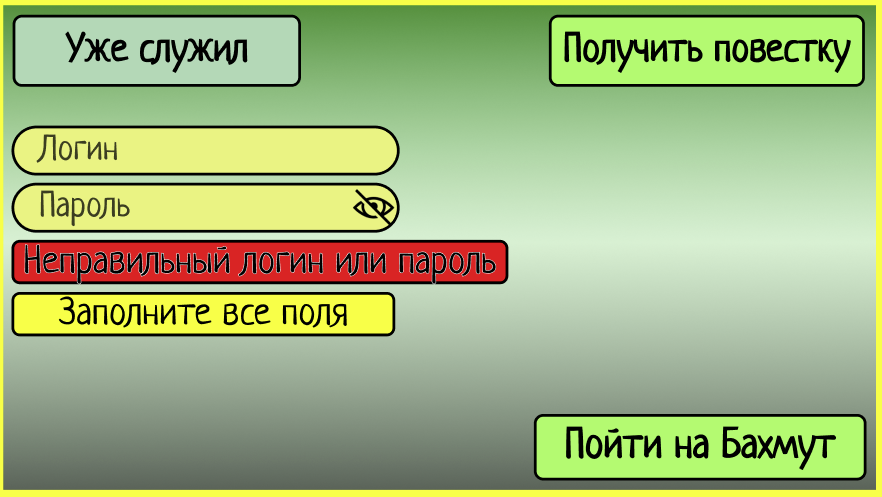 Уже служил
Получить повестку
Логин
Пароль
Неправильный логин или пароль
Заполните все поля
Пойти на Бахмут